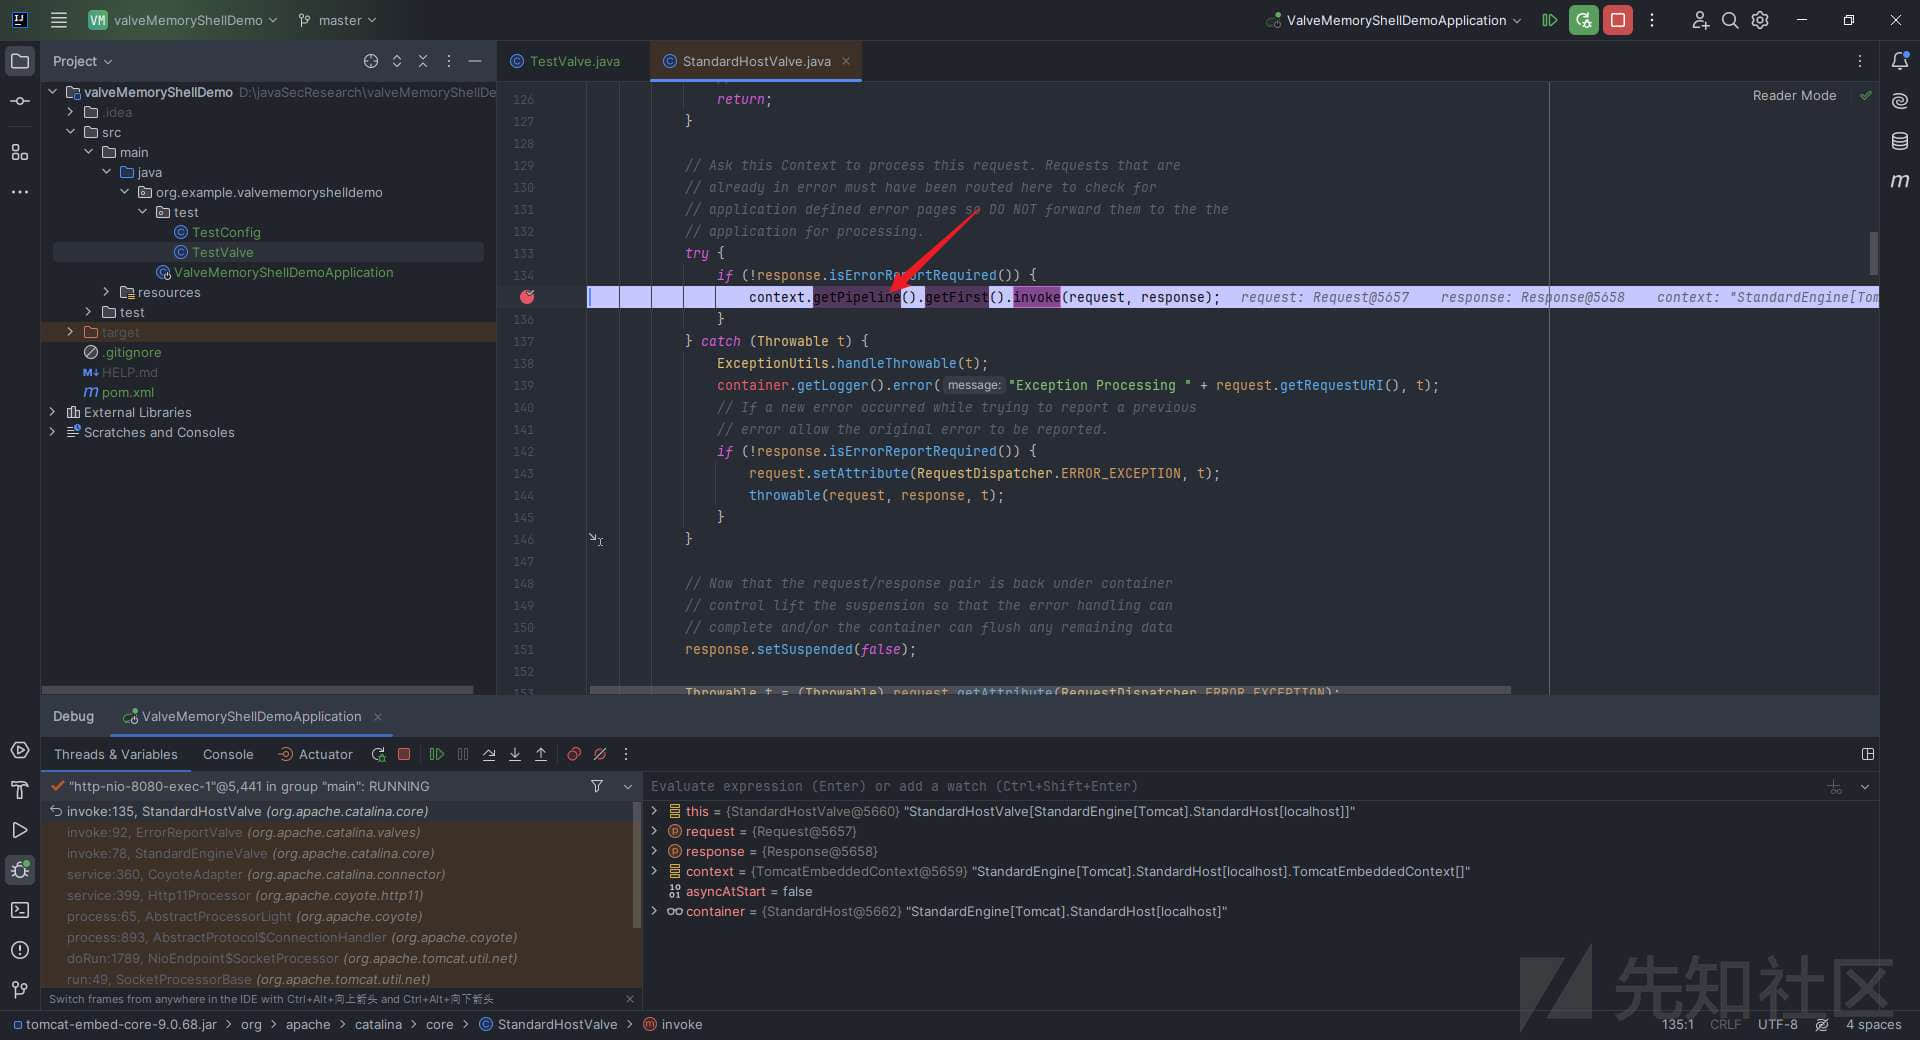 VM valveMemoryShellDemo master ValveMemoryShellDemoApplication
Project
TestValve.java StandardHostValve.java
Reader Mode
valveMemoryShellDemo D:\javaSecResearch\valveMemoryShellDe
.idea
src
main
java
org.example.valvememoryshelldemo
test
TestConfig
TestValve
ValveMemoryShellDemoApplication
resources
test
target
.gitignore
HELP.md
pom.xml
External Libraries
Scratches and Consoles
126 return;
127 }
128
129 // Ask this Context to process this request. Requests that are
130 // already in error must have been routed here to check for
131 // application defined error pages so DO NOT forward them to the the
132 // application for processing.
133 try {
134 if (!response.isErrorReportRequired()) {
context.getPipeline().getFirst().invoke(request, response); request: Request@5657 response: Response@5658 context: "StandardEngine[Tom
136 }
137 } catch (Throwable t) {
138 ExceptionUtils.handleThrowable(t);
139 container.getLogger().error( message: "Exception Processing " + request.getRequestURI(), t);
140 // If a new error occurred while trying to report a previous
141 // error allow the original error to be reported.
142 if (!response.isErrorReportRequired()) {
143 request.setAttribute(RequestDispatcher.ERROR_EXCEPTION, t);
144 throwable(request, response, t);
145 }
146 }
147
148 // Now that the request/response pair is back under container
149 // control lift the suspension so that the error handling can
150 // complete and/or the container can flush any remaining data
151 response.setSuspended(false);
152
153 Throwable t = (Throwable) request.getAttribute(RequestDispatcher.ERROR_EXCEPTION);
Debug ValveMemoryShellDemoApplication
Threads & Variables Console Actuator
"http-nio-8080-exec-1"@5,441 in group "main": RUNNING
invoke:135, StandardHostValve (org.apache.catalina.core)
invoke:92, ErrorReportValve (org.apache.catalina.valves)
invoke:78, StandardEngineValve (org.apache.catalina.core)
service:360, CoyoteAdapter (org.apache.catalina.connector)
service:399, Http11Processor (org.apache.coyote.http11)
process:65, AbstractProcessorLight (org.apache.coyote)
process:893, AbstractProtocol$ConnectionHandler (org.apache.coyote)
doRun:1789, NioEndpoint$SocketProcessor (org.apache.tomcat.util.net)
run:49, SocketProcessorBase (org.apache.tomcat.util.net)
Switch frames from anywhere in the IDE with Ctrl+Alt+向上箭头 and Ctrl+Alt+向下箭头
Evaluate expression (Enter) or add a watch (Ctrl+Shift+Enter)
this = {StandardHostValve@5660} "StandardHostValve[StandardEngine[Tomcat].StandardHost[localhost]]"
request = {Request@5657}
response = {Response@5658}
context = {TomcatEmbeddedContext@5659} "StandardEngine[Tomcat].StandardHost[localhost].TomcatEmbeddedContext[]"
asyncAtStart = false
container = {StandardHost@5662} "StandardEngine[Tomcat].StandardHost[localhost]"
先知社区
tomcat-embed-core-9.0.68.jar org apache catalina core StandardHostValve invoke
135:1 CRLF UTF-8 4 spaces